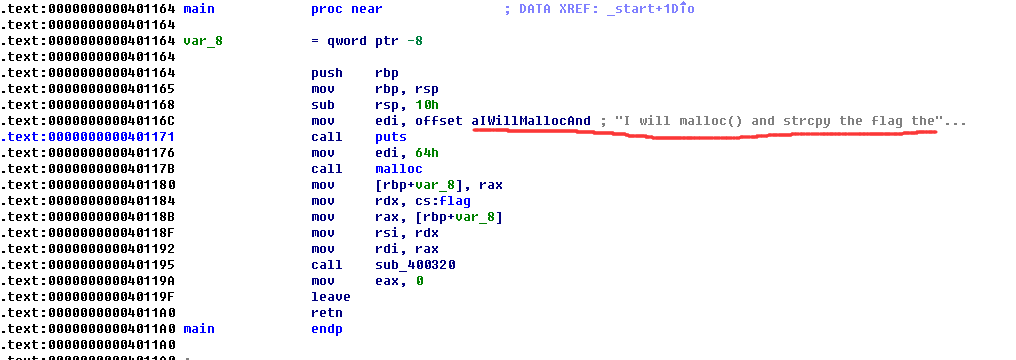 .text:0000000000401164 main proc near ; DATA XREF: _start+1D↑o
.text:0000000000401164
.text:0000000000401164 var_8 = qword ptr -8
.text:0000000000401164
.text:0000000000401164 push rbp
.text:0000000000401165 mov rbp, rsp
.text:0000000000401168 sub rsp, 10h
.text:000000000040116C mov edi, offset aIWillMallocAnd ; "I will malloc() and strcpy the flag the"...
.text:0000000000401171 call puts
.text:0000000000401176 mov edi, 64h
.text:000000000040117B call malloc
.text:0000000000401180 mov [rbp+var_8], rax
.text:0000000000401184 mov rdx, cs:flag
.text:000000000040118B mov rax, [rbp+var_8]
.text:000000000040118F mov rsi, rdx
.text:0000000000401192 mov rdi, rax
.text:0000000000401195 call sub_400320
.text:000000000040119A mov eax, 0
.text:000000000040119F leave
.text:00000000004011A0 retn
.text:00000000004011A0 main endp
.text:00000000004011A0